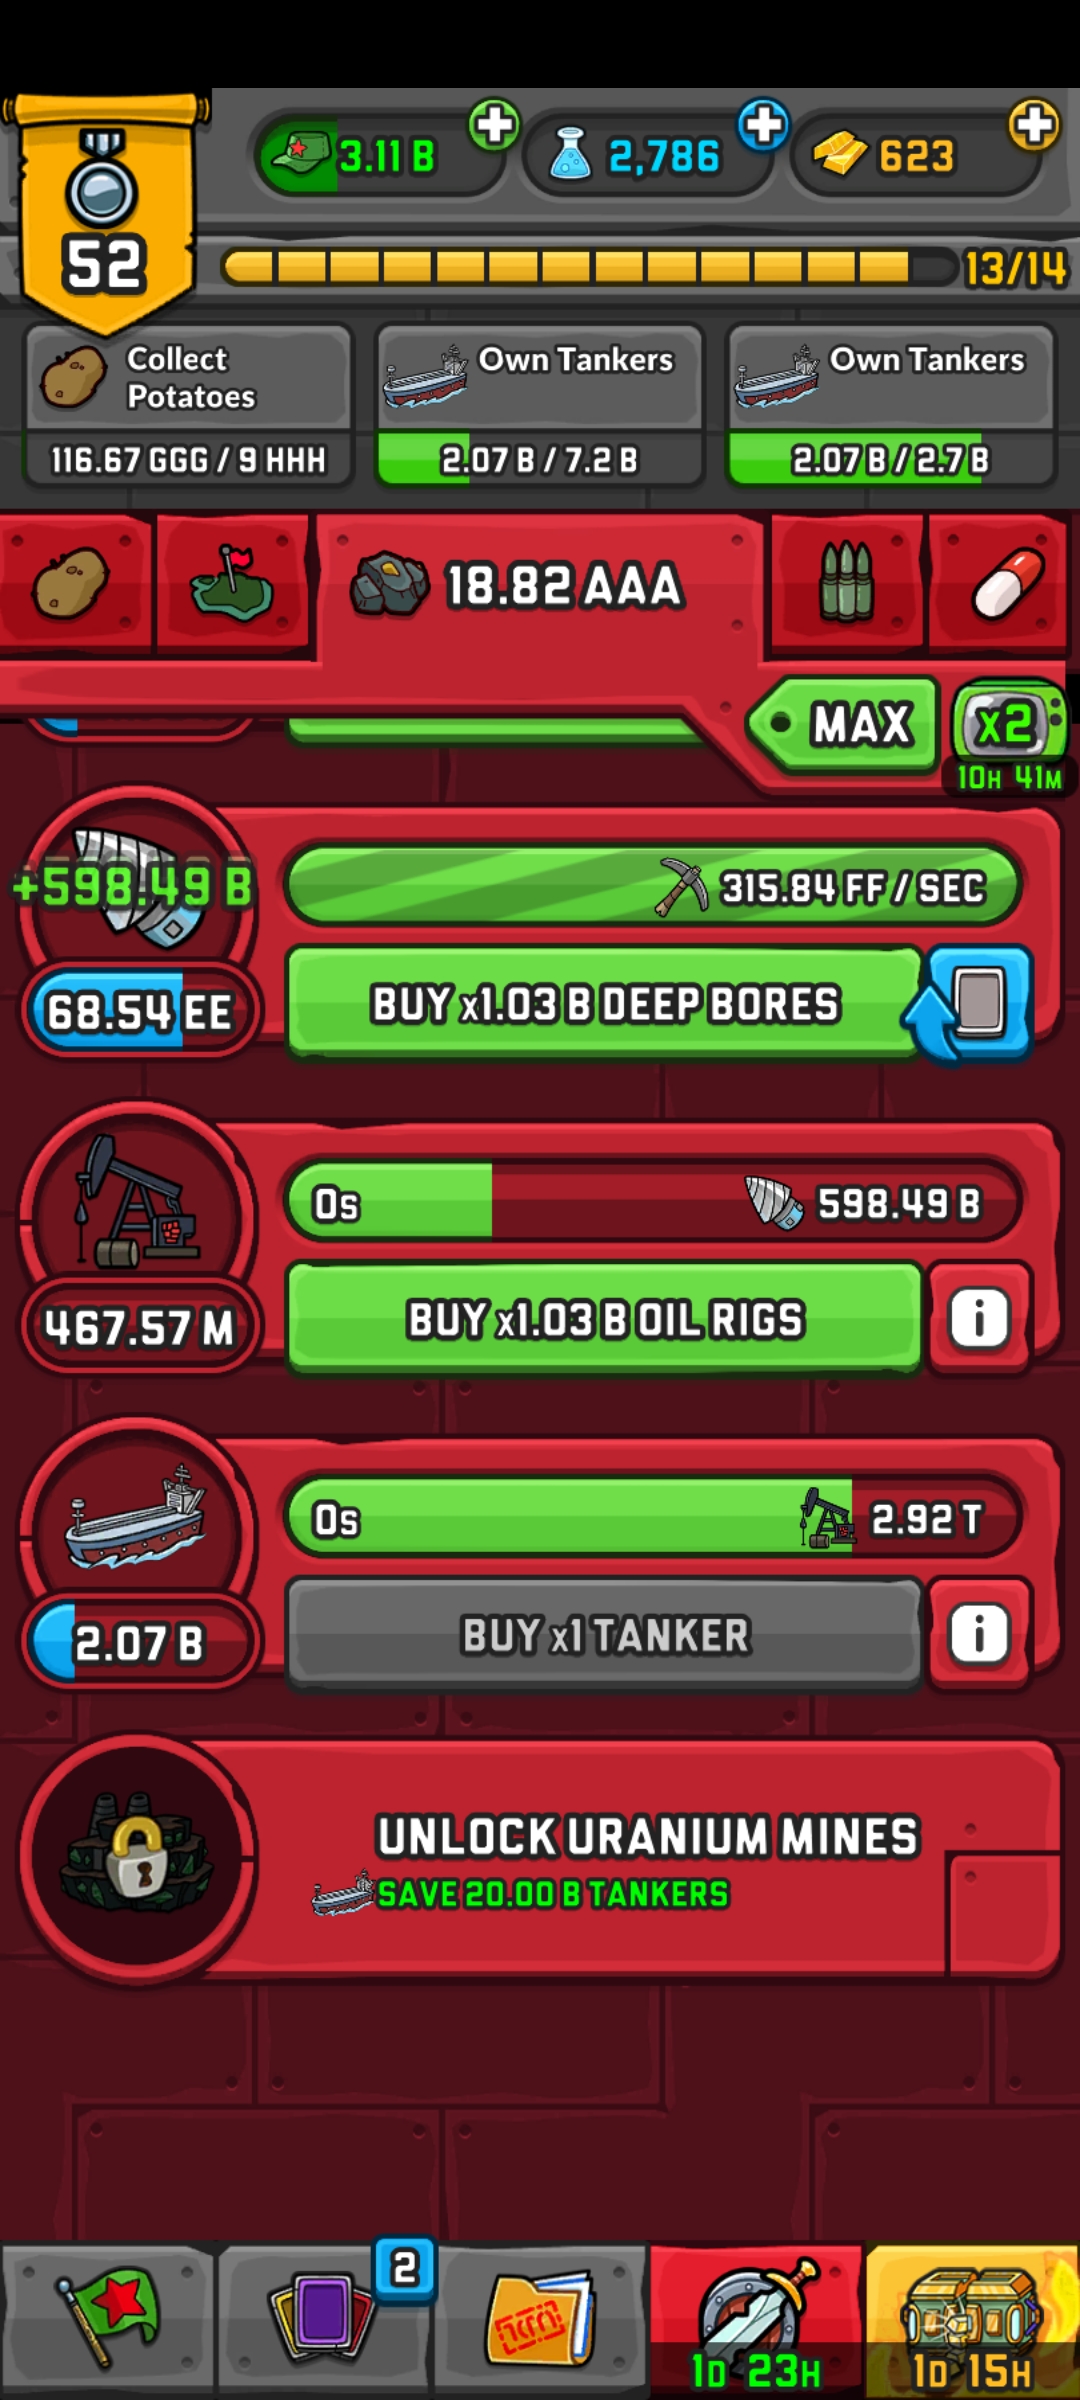 3.11 B
2,786
623
52
13/14
Collect
Potatoes
116.67 GGG / 9 HHH
Own Tankers
2.07 B / 7.2 B
Own Tankers
2.07 B / 2.7 B
18.82 AAA
MAX
x2
10H 41M
+598.49 B
315.84 FF / SEC
68.54 EE
BUY x1.03 B DEEP BORES
0s
598.49 B
467.57 M
BUY x1.03 B OIL RIGS
i
0s
2.92 T
2.07 B
BUY x1 TANKER
i
UNLOCK URANIUM MINES
SAVE 20.00 B TANKERS
2
1D 23H
1D 15H